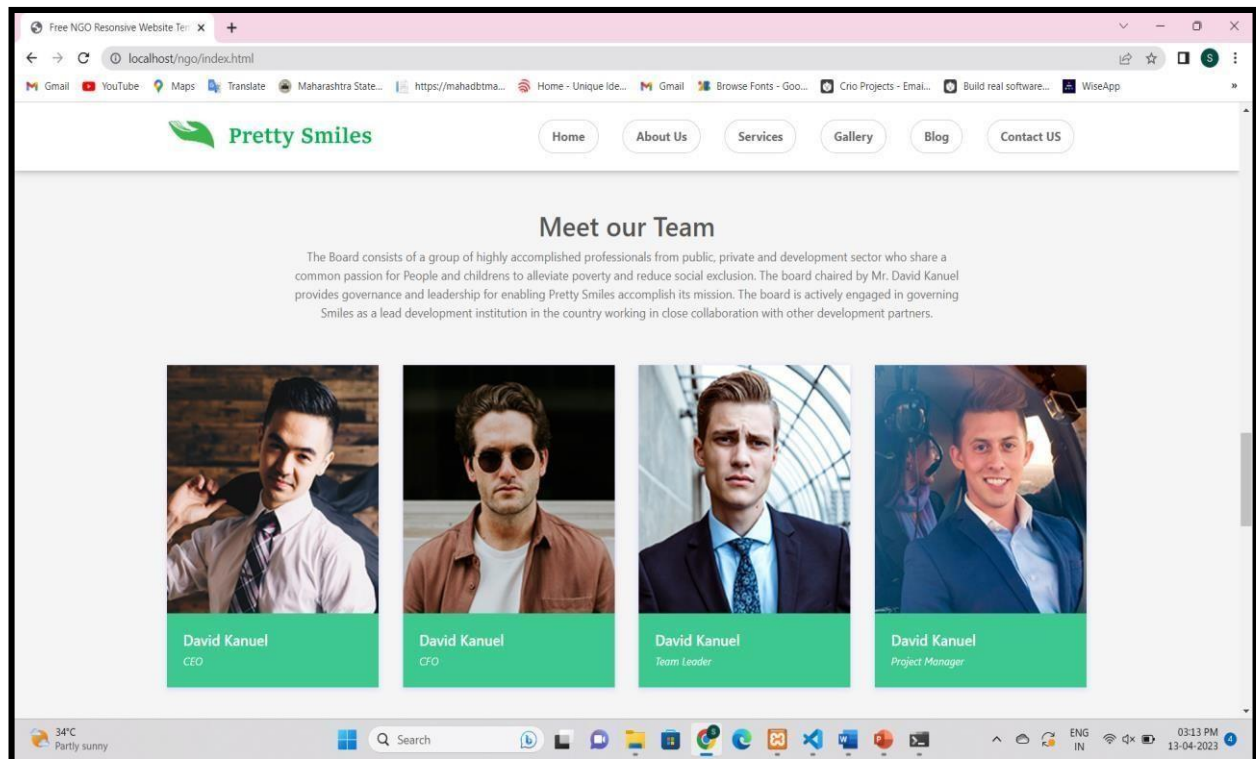 Free NGO Resonsive Website Ter
localhost/ngo/index.html
S
Gmail YouTube Maps Translate Maharashtra State... https://mahadbtma... Home - Unique Ide... Gmail Browse Fonts - Goo... Crio Projects - Emai... Build real software... WiseApp »
Pretty Smiles
Home About Us Services Gallery Blog Contact US
Meet our Team
The Board consists of a group of highly accomplished professionals from public, private and development sector who share a
common passion for People and childrens to alleviate poverty and reduce social exclusion. The board chaired by Mr. David Kanuel
provides governance and leadership for enabling Pretty Smiles accomplish its mission. The board is actively engaged in governing
Smiles as a lead development institution in the country working in close collaboration with other development partners.
David Kanuel David Kanuel David Kanuel David Kanuel
CEO CFO Team Leader Project Manager
34°C
Partly sunny
Search
ENG
IN
03:13 PM
13-04-2023
4